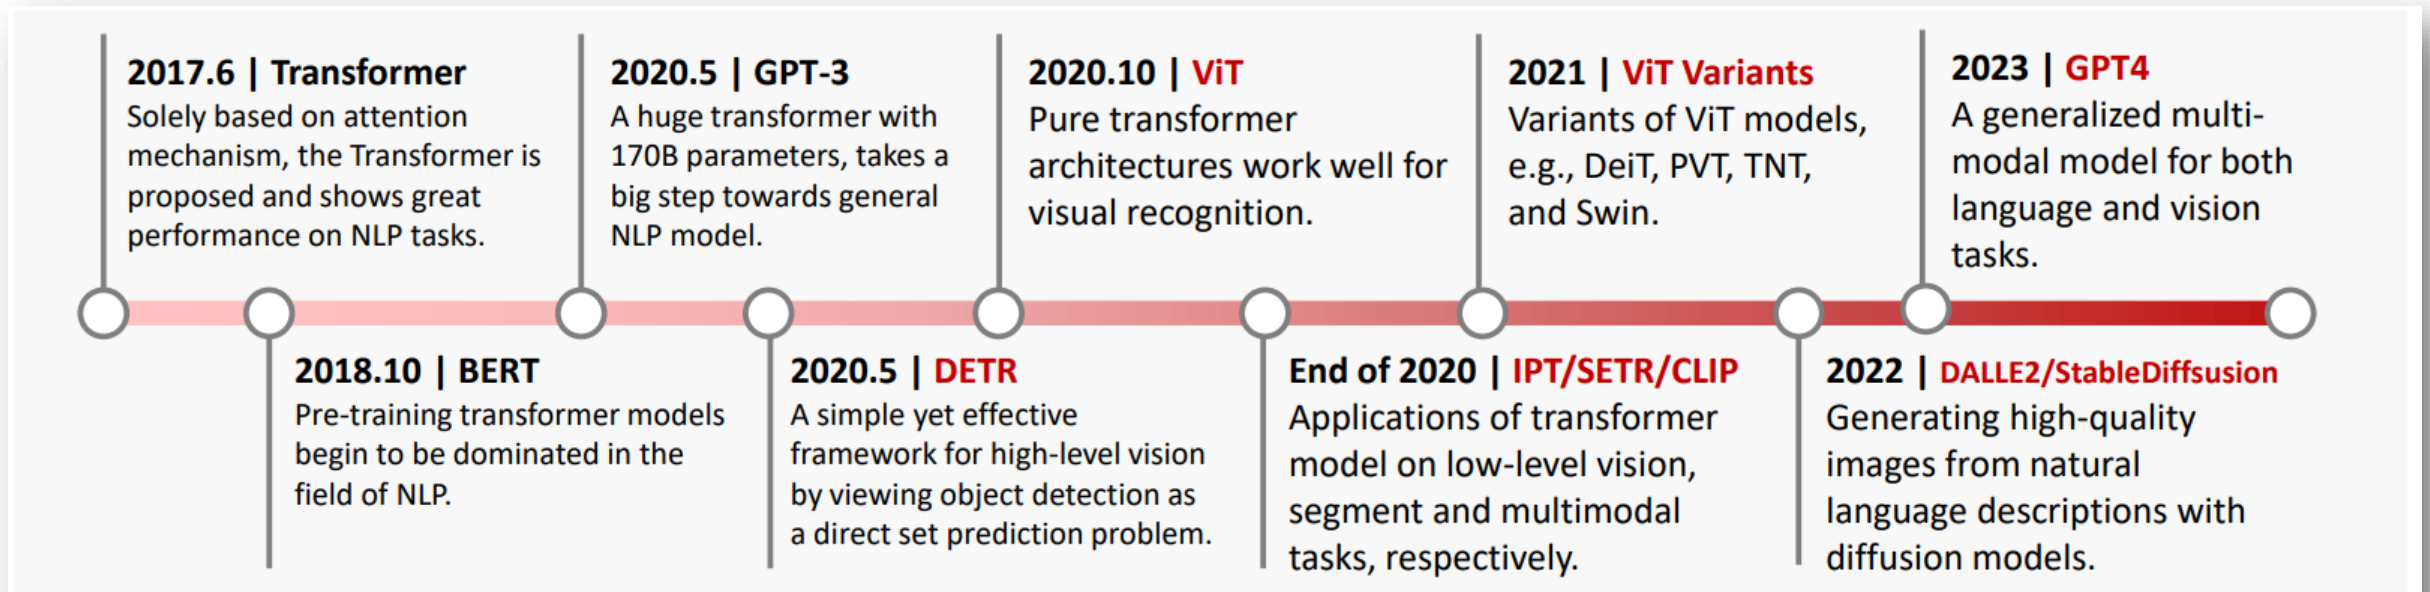 2017.6 | Transformer
Solely based on attention
mechanism, the Transformer is
proposed and shows great
performance on NLP tasks.
2020.5 | GPT-3
A huge transformer with
170B parameters, takes a
big step towards general
NLP model.
2020.10 | ViT
Pure transformer
architectures work well for
visual recognition.
2021 | ViT Variants
Variants of ViT models,
e.g., DeiT, PVT, TNT,
and Swin.
2023 | GPT4
A generalized multi-
modal model for both
language and vision
tasks.
2018.10 | BERT
Pre-training transformer models
begin to be dominated in the
field of NLP.
2020.5 | DETR
A simple yet effective
framework for high-level vision
by viewing object detection as
a direct set prediction problem.
End of 2020 | IPT/SETR/CLIP
Applications of transformer
model on low-level vision,
segment and multimodal
tasks, respectively.
2022 | DALLE2/StableDiffsusion
Generating high-quality
images from natural
language descriptions with
diffusion models.